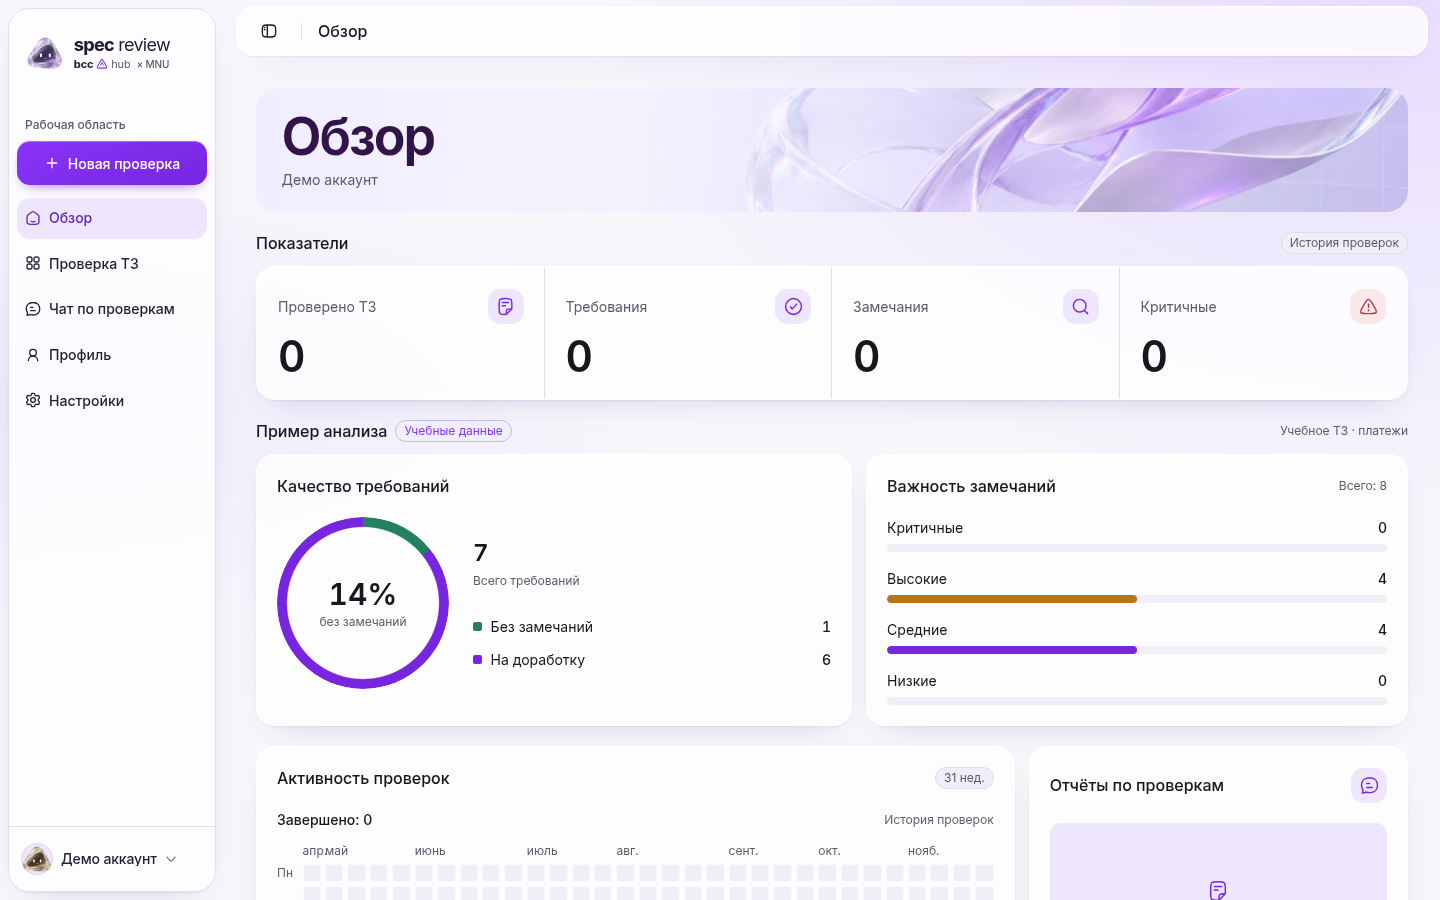 spec review
bcc hub × MNU
Рабочая область
+ Новая проверка
Обзор
Проверка ТЗ
Чат по проверкам
Профиль
Настройки
Демо аккаунт
Обзор
Обзор
Демо аккаунт
Показатели
История проверок
Проверено ТЗ
0
Требования
0
Замечания
0
Критичные
0
Пример анализа
Учебные данные
Учебное ТЗ · платежи
Качество требований
14%
без замечаний
7
Всего требований
Без замечаний 1
На доработку 6
Важность замечаний
Всего: 8
Критичные 0
Высокие 4
Средние 4
Низкие 0
Активность проверок
31 нед.
Завершено: 0
История проверок
апр май июнь июль авг. сент. окт. нояб.
Пн
Отчёты по проверкам